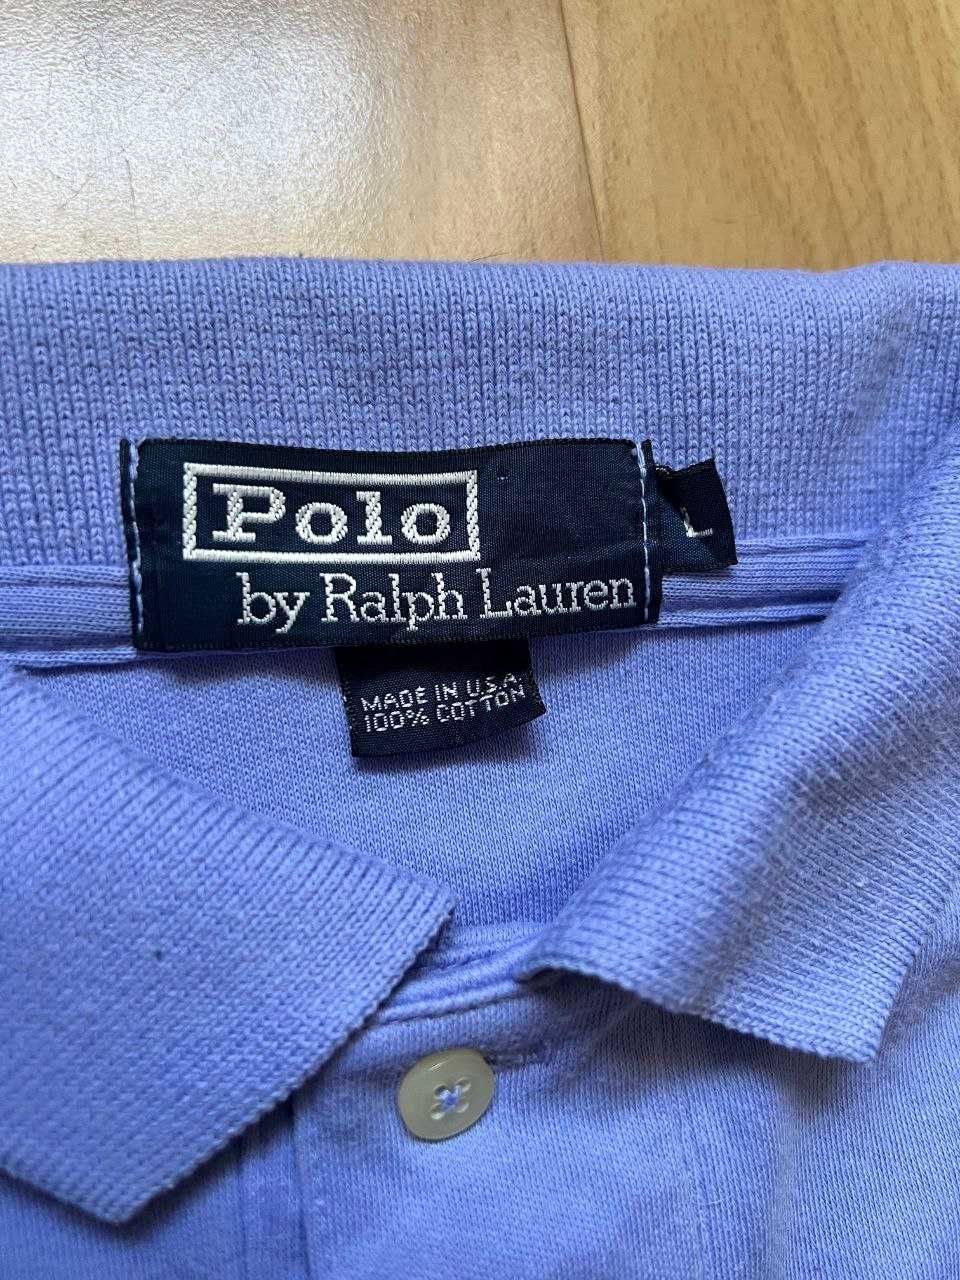 Polo
L
by Ralph Lauren
MADE IN U.S.A.
100% COTTON